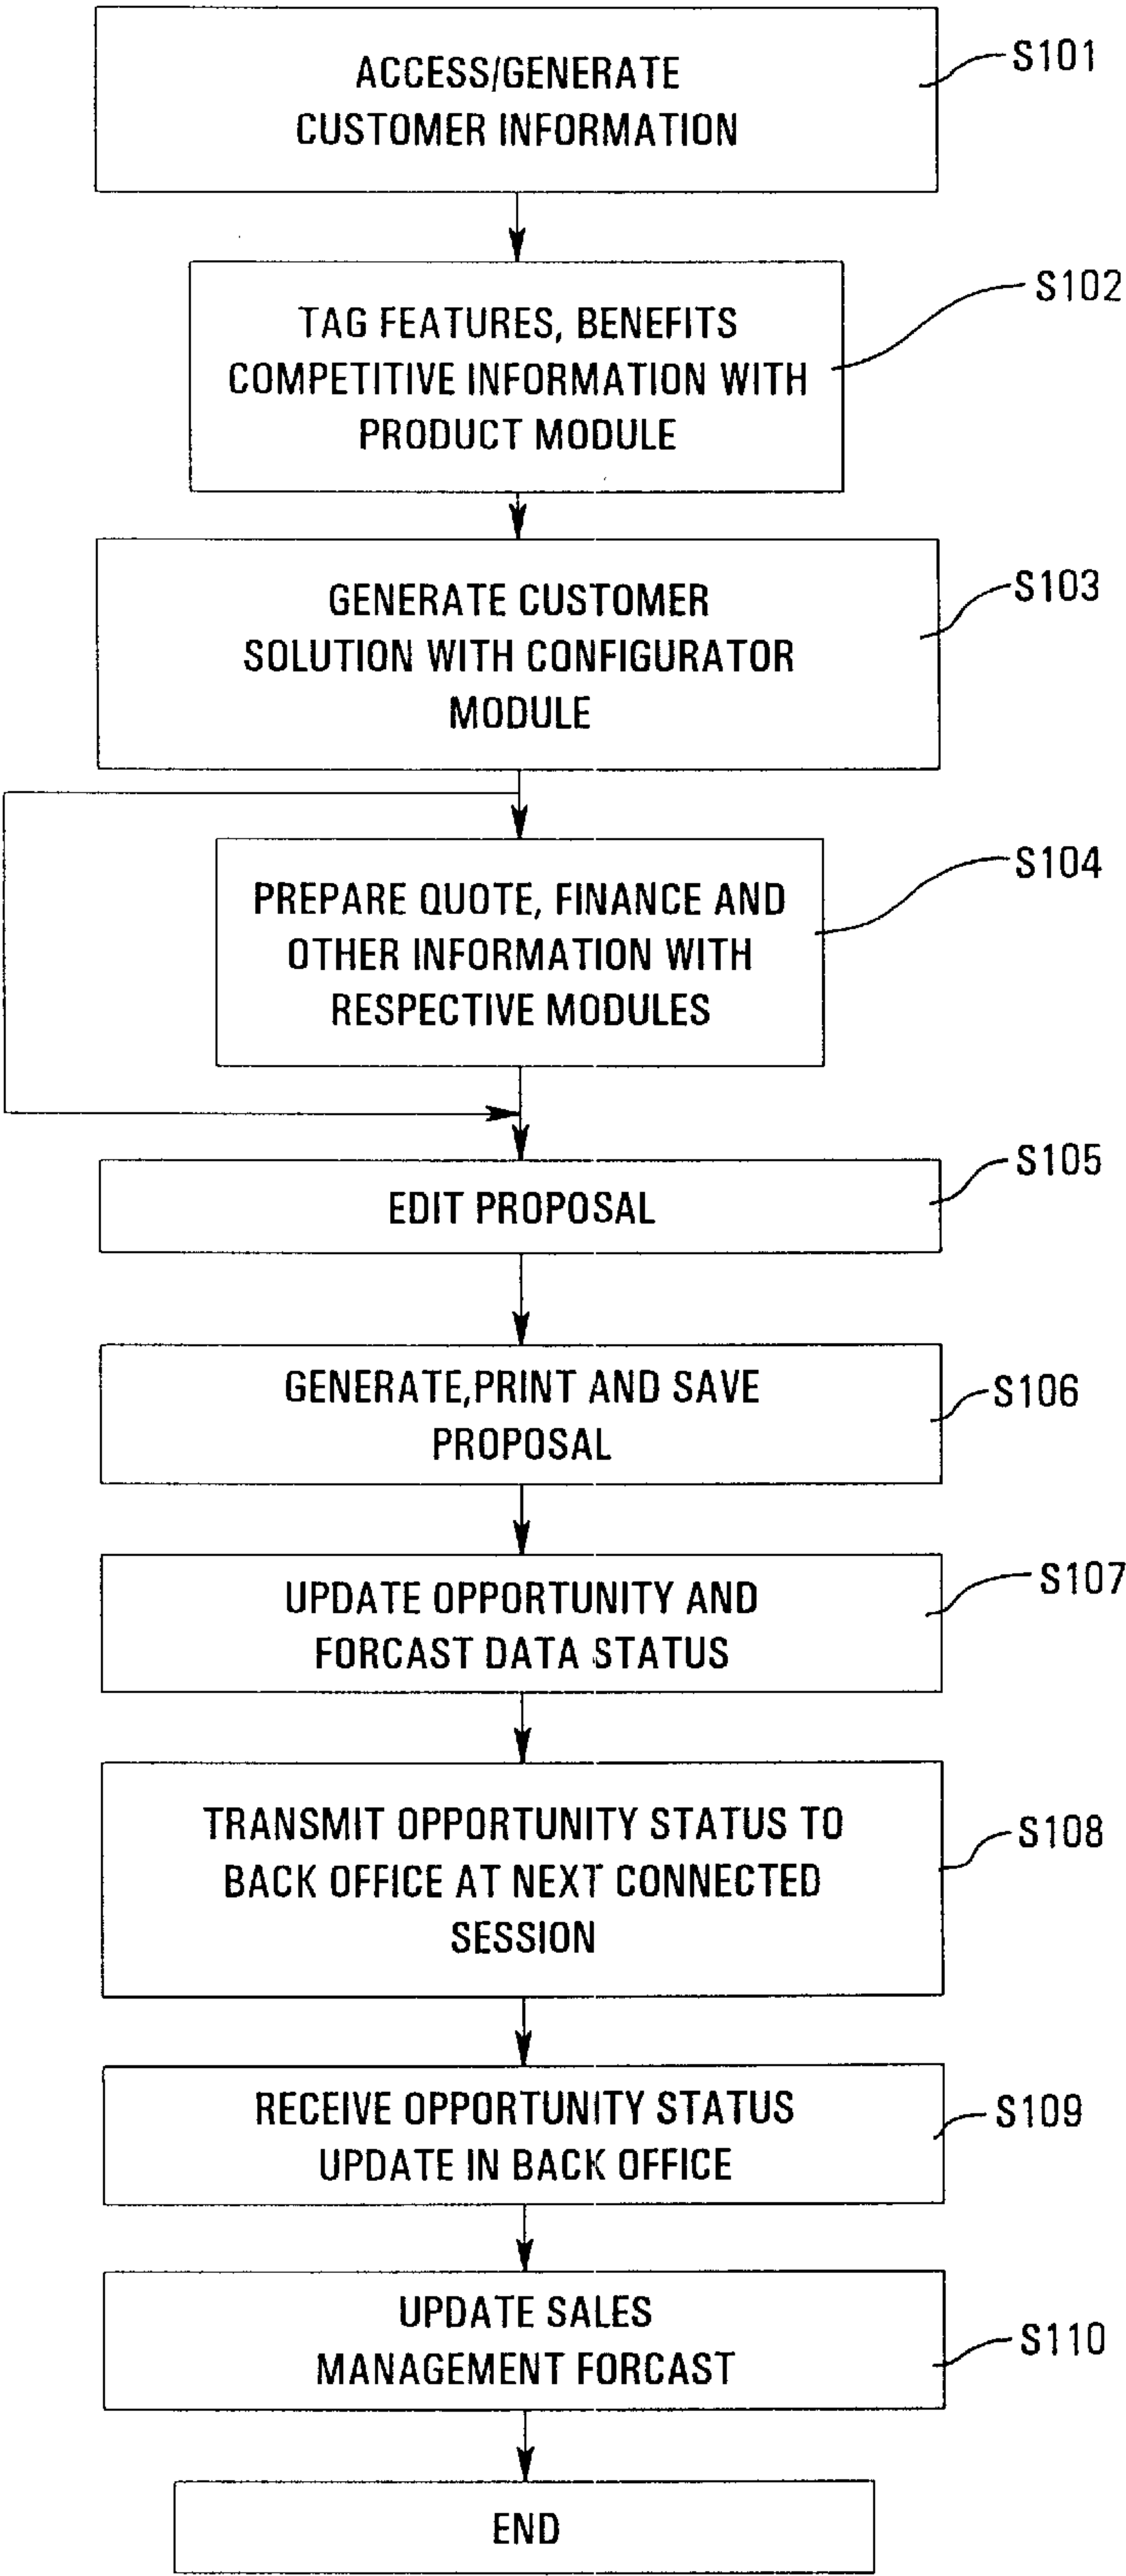 ACCESS/GENERATE
CUSTOMER INFORMATION
S101
TAG FEATURES, BENEFITS
COMPETITIVE INFORMATION WITH
PRODUCT MODULE
S102
GENERATE CUSTOMER
SOLUTION WITH CONFIGURATOR
MODULE
S103
PREPARE QUOTE, FINANCE AND
OTHER INFORMATION WITH
RESPECTIVE MODULES
S104
EDIT PROPOSAL
S105
GENERATE,PRINT AND SAVE
PROPOSAL
S106
UPDATE OPPORTUNITY AND
FORCAST DATA STATUS
S107
TRANSMIT OPPORTUNITY STATUS TO
BACK OFFICE AT NEXT CONNECTED
SESSION
S108
RECEIVE OPPORTUNITY STATUS
UPDATE IN BACK OFFICE
S109
UPDATE SALES
MANAGEMENT FORCAST
S110
END